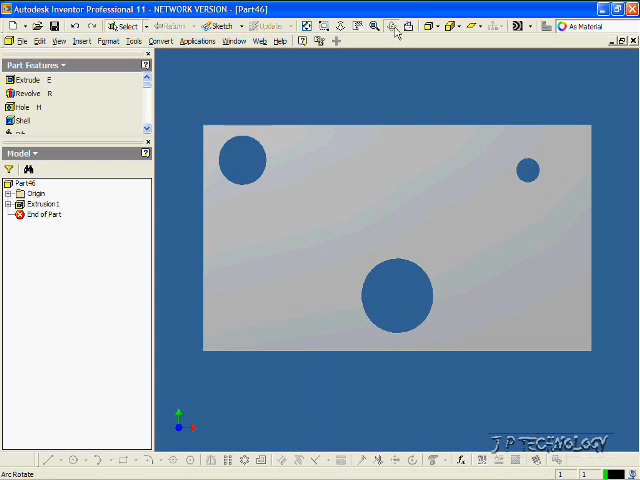 Autodesk Inventor Professional 11 - NETWORK VERSION - [Part46]
Select Return Sketch Update As Material
File Edit View Insert Format Tools Convert Applications Window Web Help
Part Features
Extrude E
Revolve R
Hole H
Shell
Model
Part46
Origin
Extrusion1
End of Part
J P TECHNOLOGY
Arc Rotate 1 1